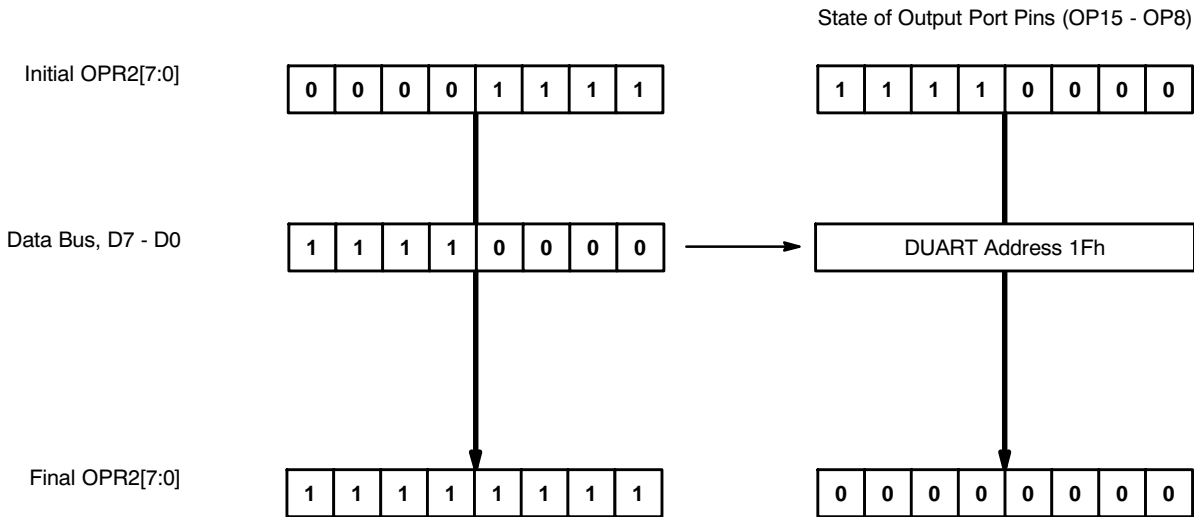 State of Output Port Pins (OP15 - OP8)
Initial OPR2[7:0]
0 0 0 0 1 1 1 1
1 1 1 1 0 0 0 0
Data Bus, D7 - D0
1 1 1 1 0 0 0 0
DUART Address 1Fh
Final OPR2[7:0]
1 1 1 1 1 1 1 1
0 0 0 0 0 0 0 0